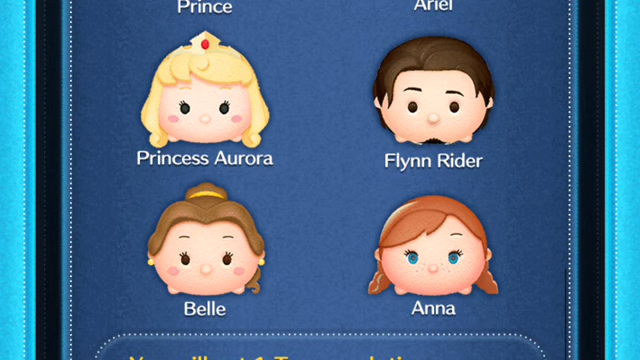 Prince
Ariel
Princess Aurora
Flynn Rider
Belle
Anna